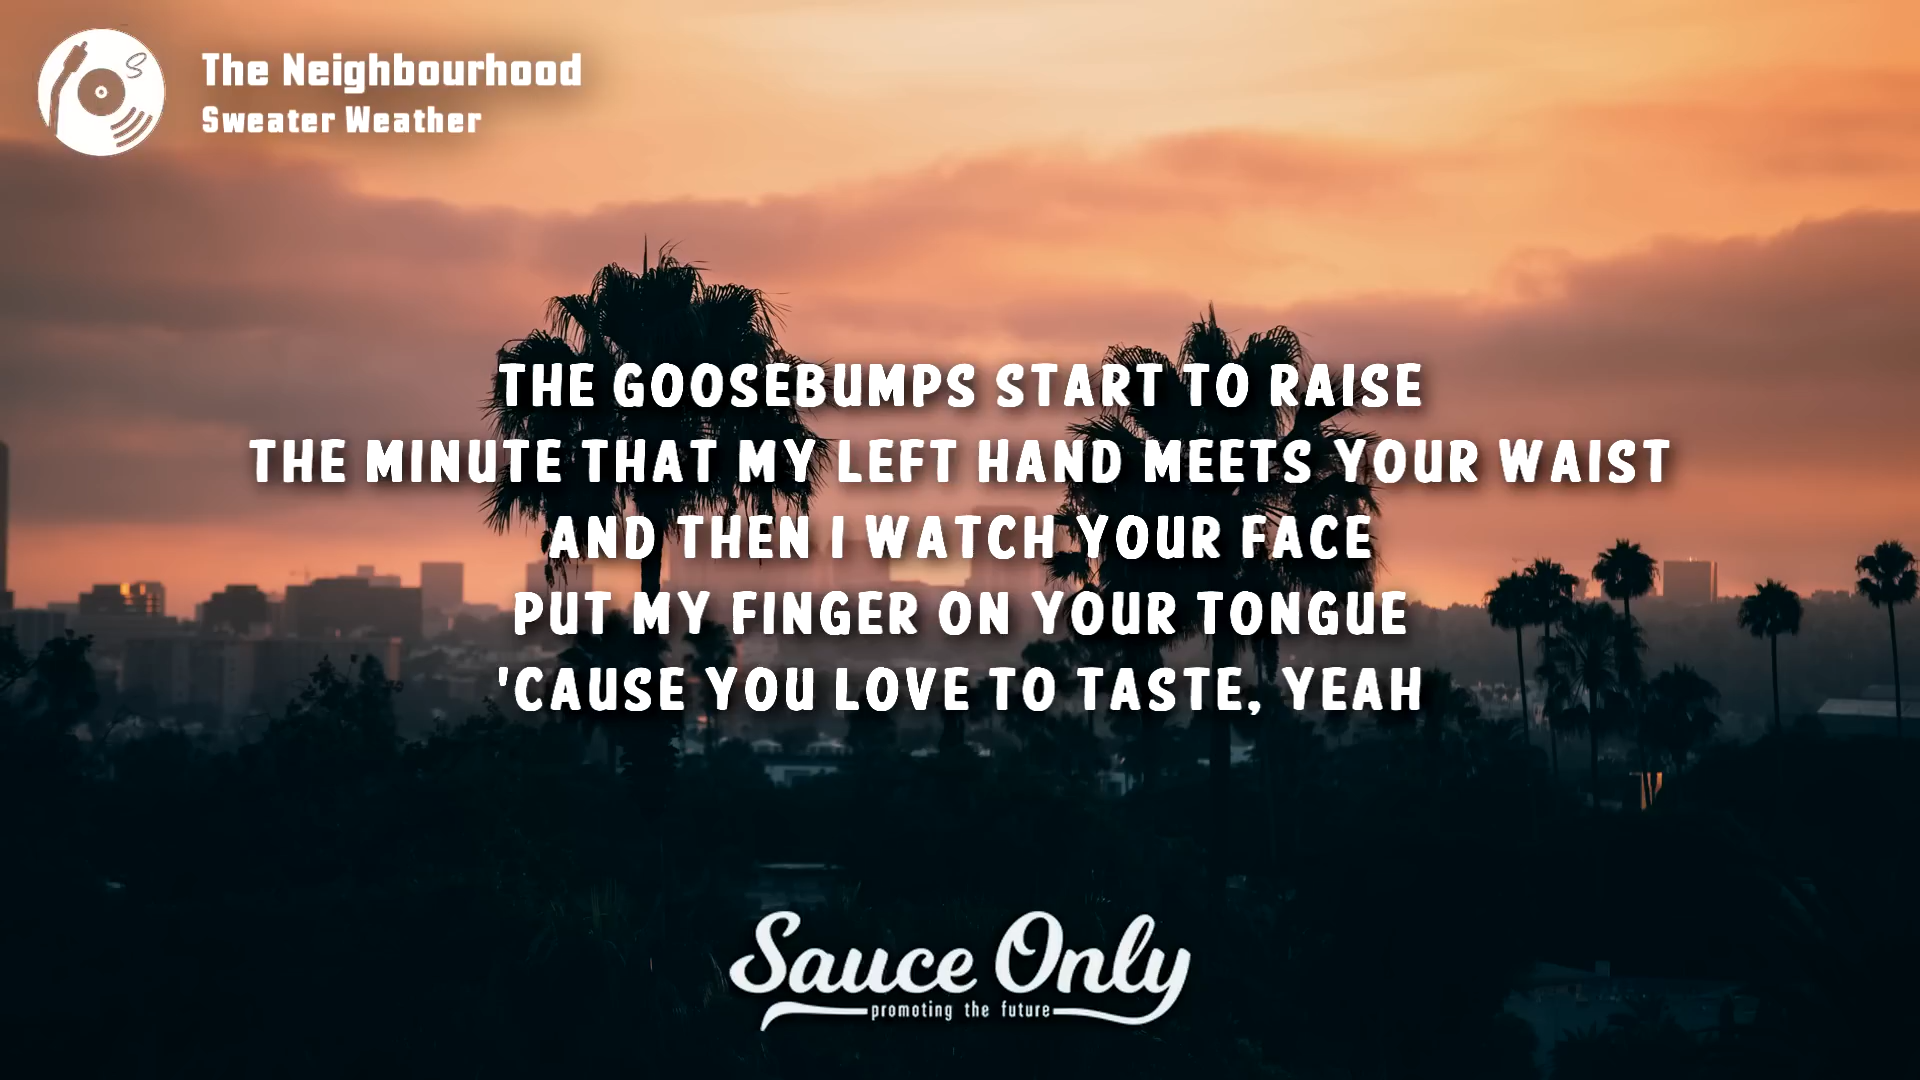 The Neighbourhood
Sweater Weather
THE GOOSEBUMPS START TO RAISE
THE MINUTE THAT MY LEFT HAND MEETS YOUR WAIST
AND THEN I WATCH YOUR FACE
PUT MY FINGER ON YOUR TONGUE
'CAUSE YOU LOVE TO TASTE, YEAH
Sauce Only
promoting the future